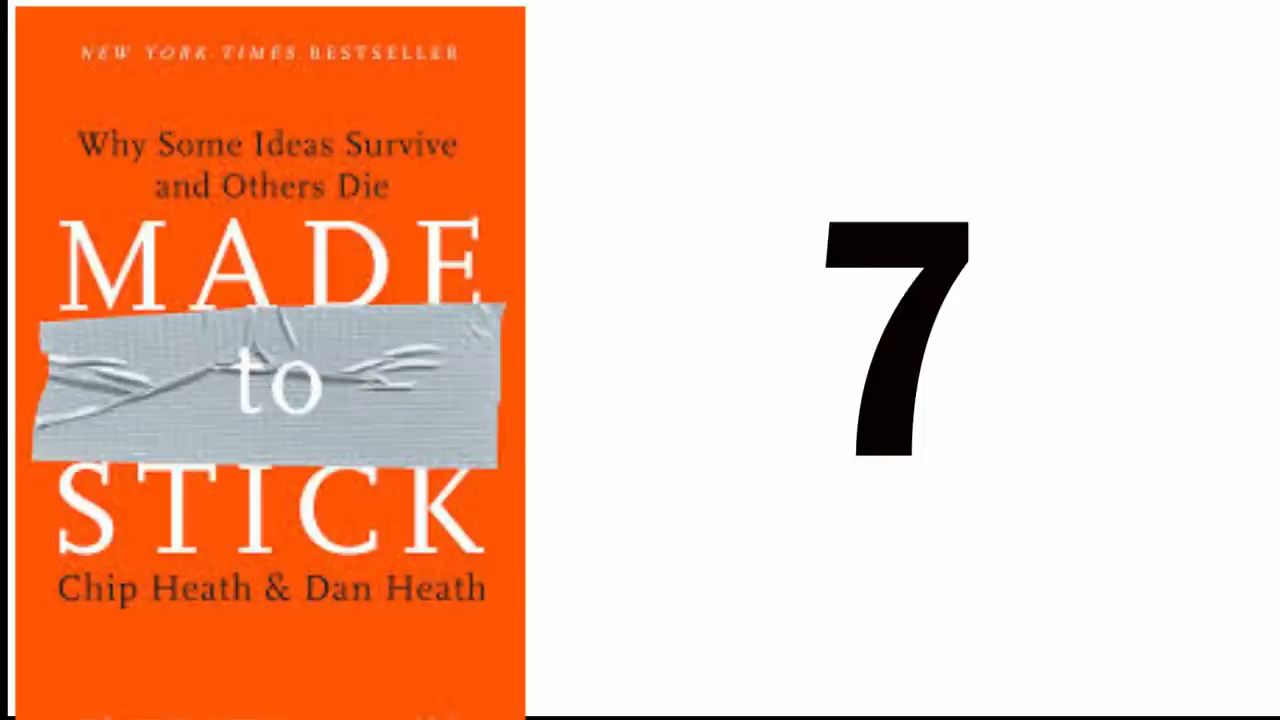 NEW YORK TIMES BESTSELLER
Why Some Ideas Survive
and Others Die
MADE
to
STICK
Chip Heath & Dan Heath
7